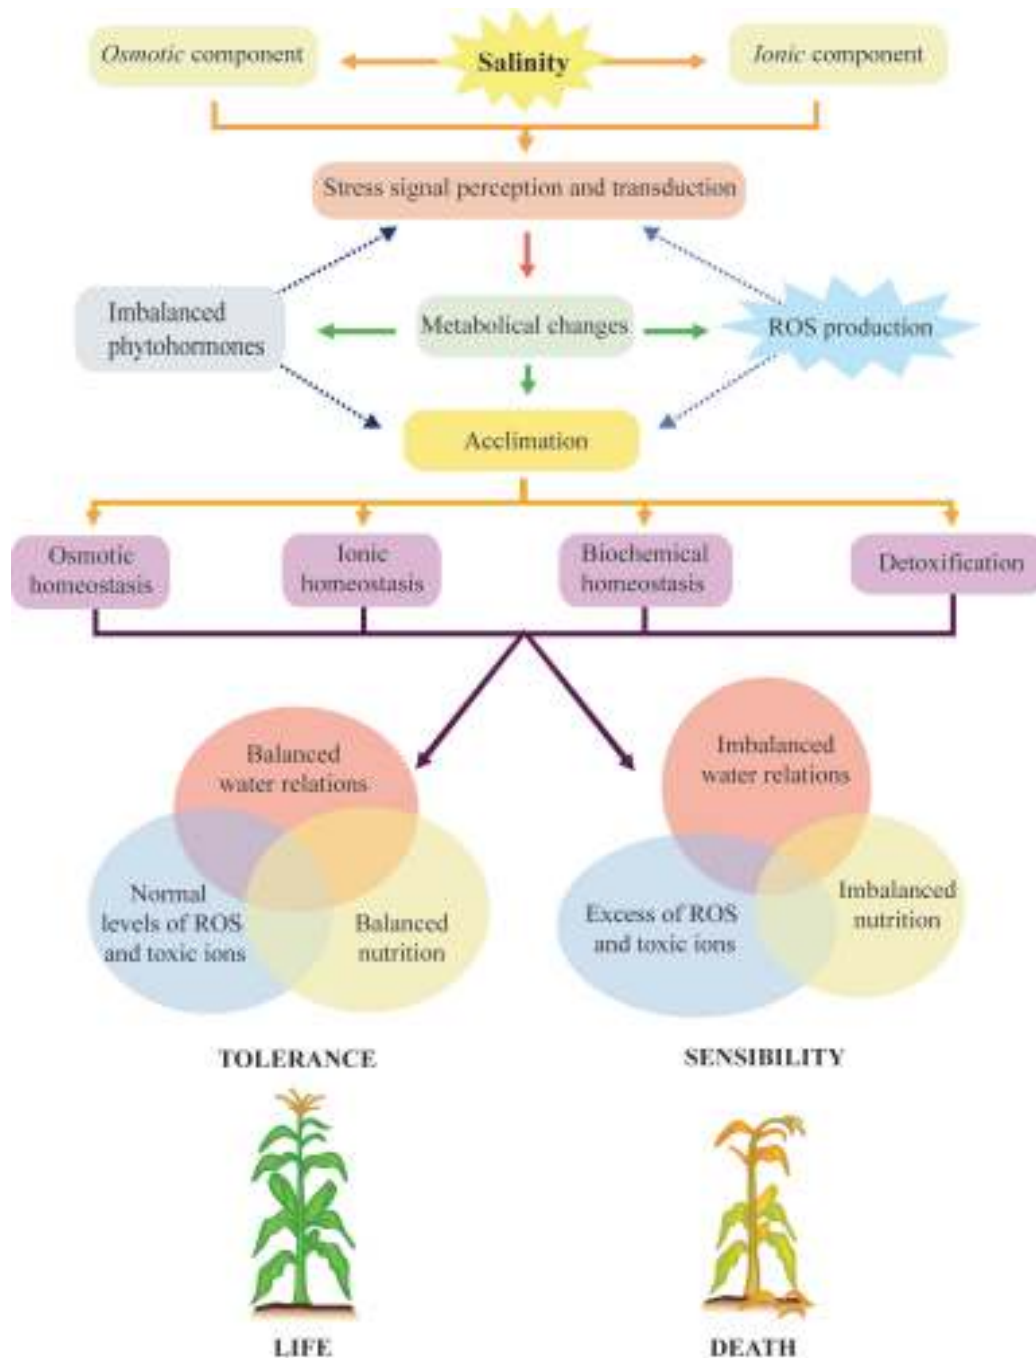 Osmotic component
Salinity
Ionic component
Stress signal perception and transduction
Imbalanced
phytohormones
Metabolical changes
ROS production
Acclimation
Osmotic
homeostasis
Ionic
homeostasis
Biochemical
homeostasis
Detoxification
Balanced
water relations
Normal
levels of ROS
and toxic ions
Balanced
nutrition
Imbalanced
water relations
Excess of ROS
and toxic ions
Imbalanced
nutrition
TOLERANCE
SENSIBILITY
LIFE
DEATH